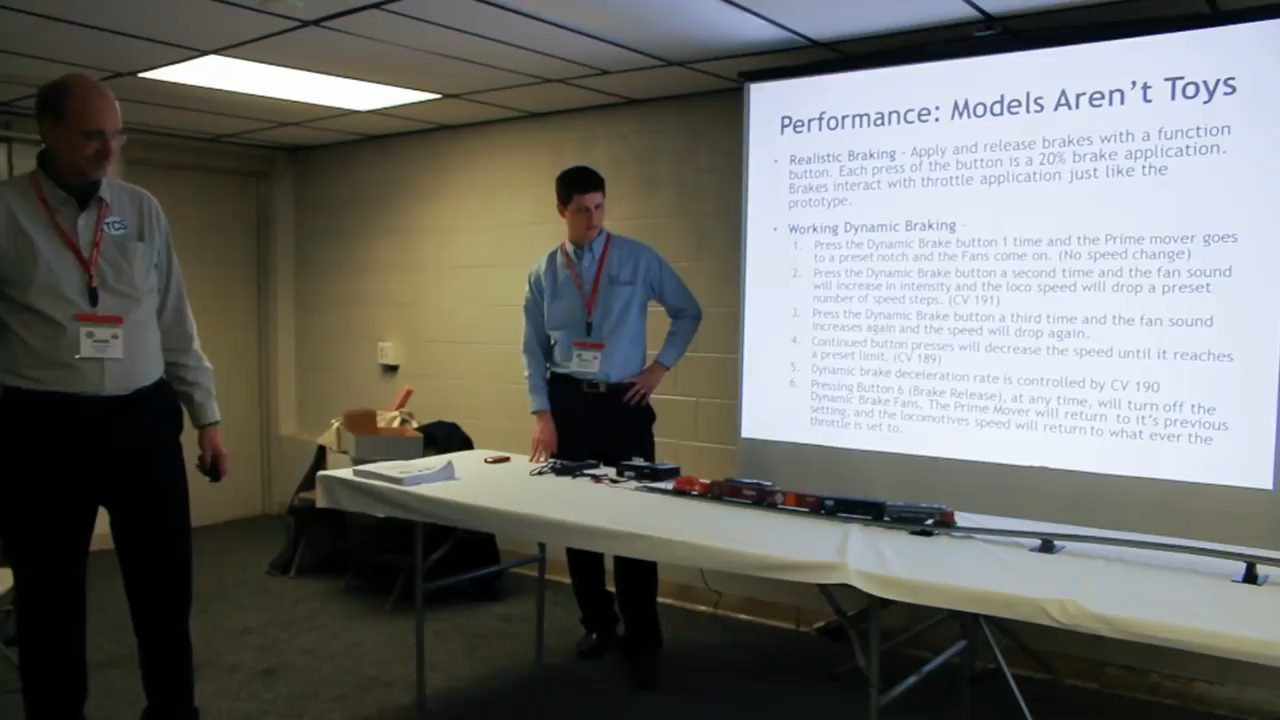 Performance: Models Aren't Toys
• Realistic Braking - Apply and release brakes with a function
button. Each press of the button is a 20% brake application.
Brakes interact with throttle application just like the
prototype.
• Working Dynamic Braking -
1. Press the Dynamic Brake button 1 time and the Prime mover goes
to a preset notch and the Fans come on. (No speed change)
2. Press the Dynamic Brake button a second time and the fan sound
will increase in intensity and the loco speed will drop a preset
number of speed steps. (CV 191)
3. Press the Dynamic Brake button a third time and the fan sound
increases again and the speed will drop again.
4. Continued button presses will decrease the speed until it reaches
a preset limit. (CV 189)
5. Dynamic brake deceleration rate is controlled by CV 190
6. Pressing Button 6 (Brake Release), at any time, will turn off the
Dynamic Brake Fans, The Prime Mover will return to it's previous
setting, and the locomotives speed will return to what ever the
throttle is set to.
TCS